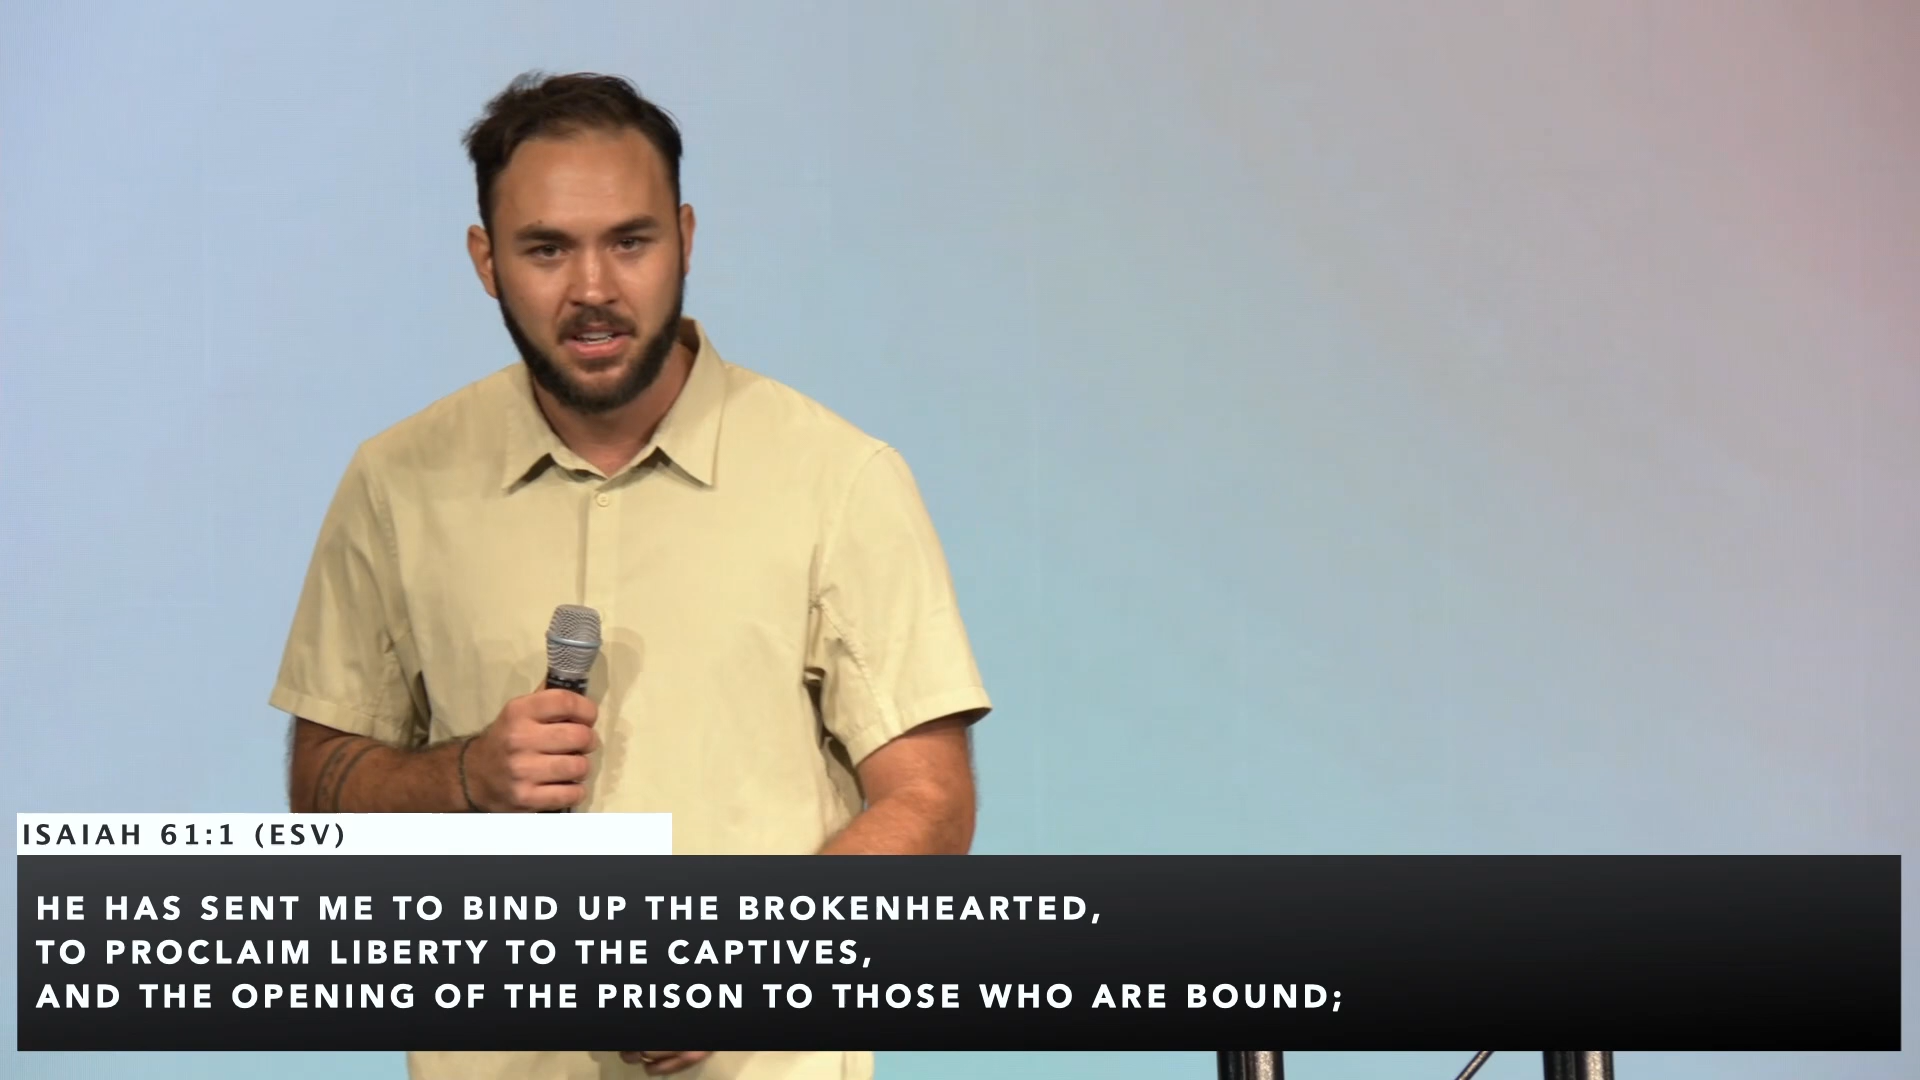 ISAIAH 61:1 (ESV)
HE HAS SENT ME TO BIND UP THE BROKENHEARTED,
TO PROCLAIM LIBERTY TO THE CAPTIVES,
AND THE OPENING OF THE PRISON TO THOSE WHO ARE BOUND;